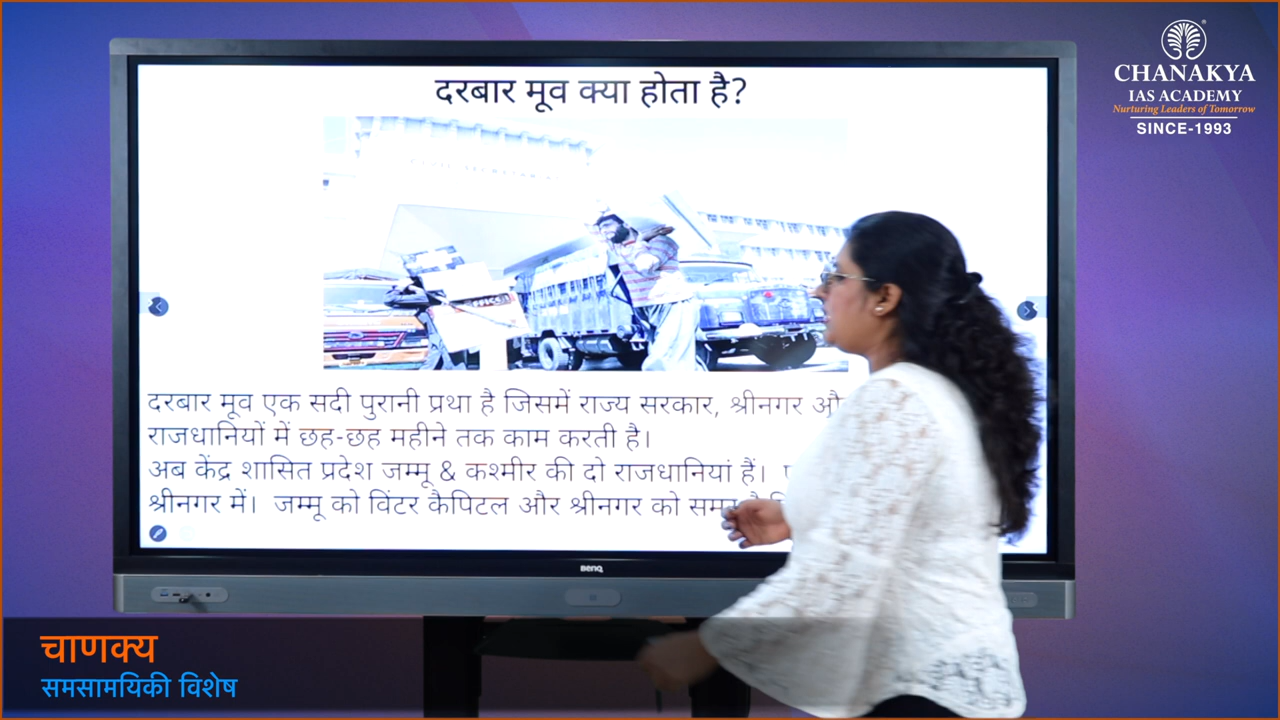 दरबार मूव क्या होता है?
दरबार मूव एक सदी पुरानी प्रथा है जिसमें राज्य सरकार, श्रीनगर
राजधानियों में छह-छह महीने तक काम करती है।
अब केंद्र शासित प्रदेश जम्मू & कश्मीर की दो राजधानियां हैं।
श्रीनगर में। जम्मू को विंटर कैपिटल और श्रीनगर को
BenQ
CHANAKYA
IAS ACADEMY
Nurturing Leaders of Tomorrow
SINCE-1993
चाणक्य
समसामयिकी विशेष